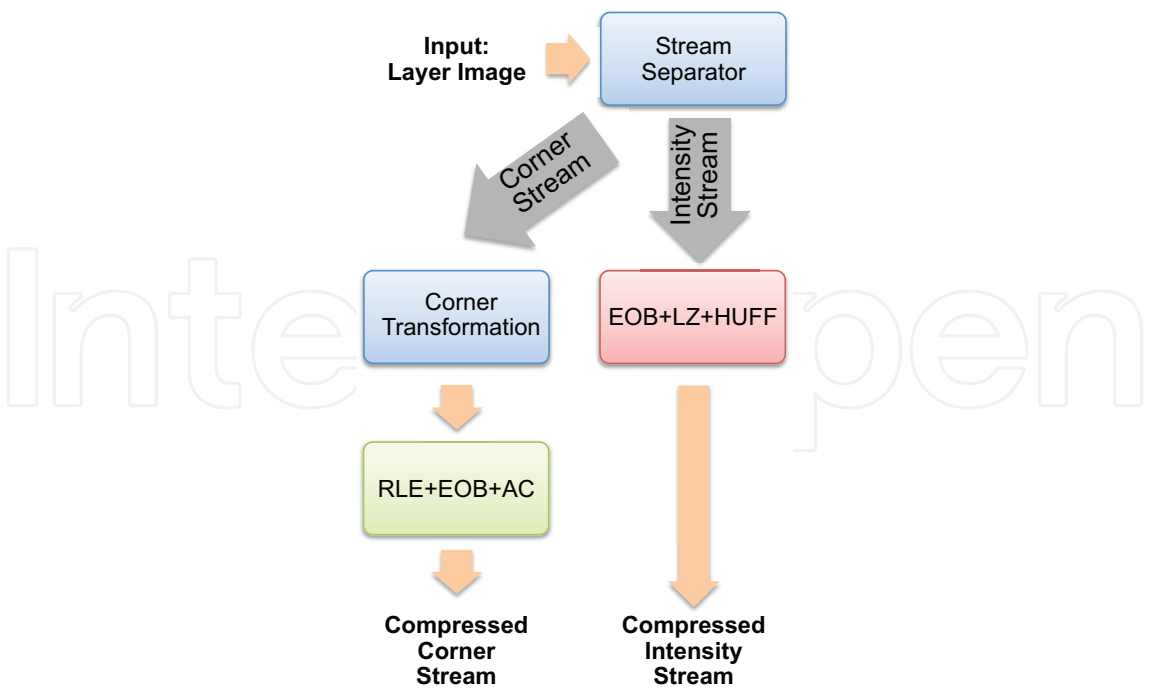 Input:
Layer Image
Stream
Separator
Corner
Stream
Intensity
Stream
Corner
Transformation
EOB+LZ+HUFF
RLE+EOB+AC
Compressed
Corner
Stream
Compressed
Intensity
Stream